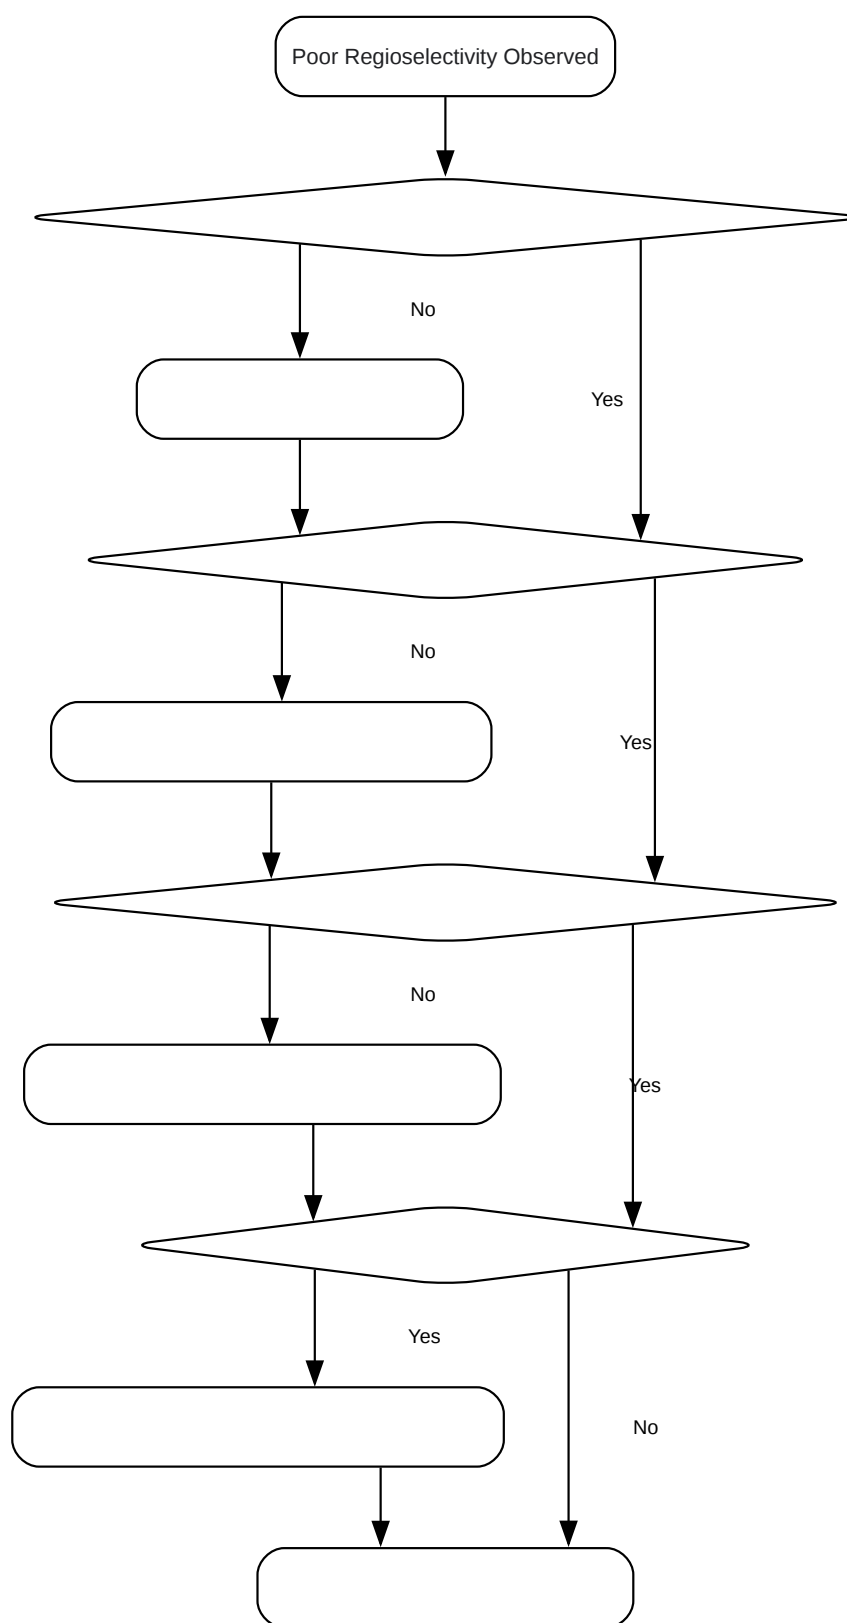 Poor Regioselectivity Observed
No
Yes
No
Yes
No
Yes
Yes
No